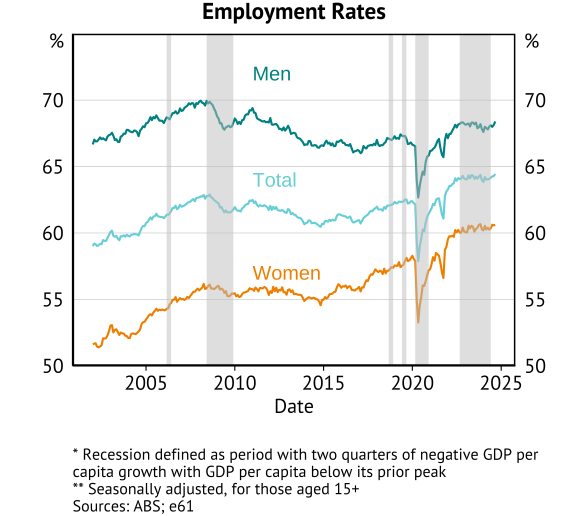 Employment Rates
% %
Men
70 70
65 65
Total
60 60
Women
55 55
50 50
2005 2010 2015 2020 2025
Date
* Recession defined as period with two quarters of negative GDP per
capita growth with GDP per capita below its prior peak
** Seasonally adjusted, for those aged 15+
Sources: ABS; e61